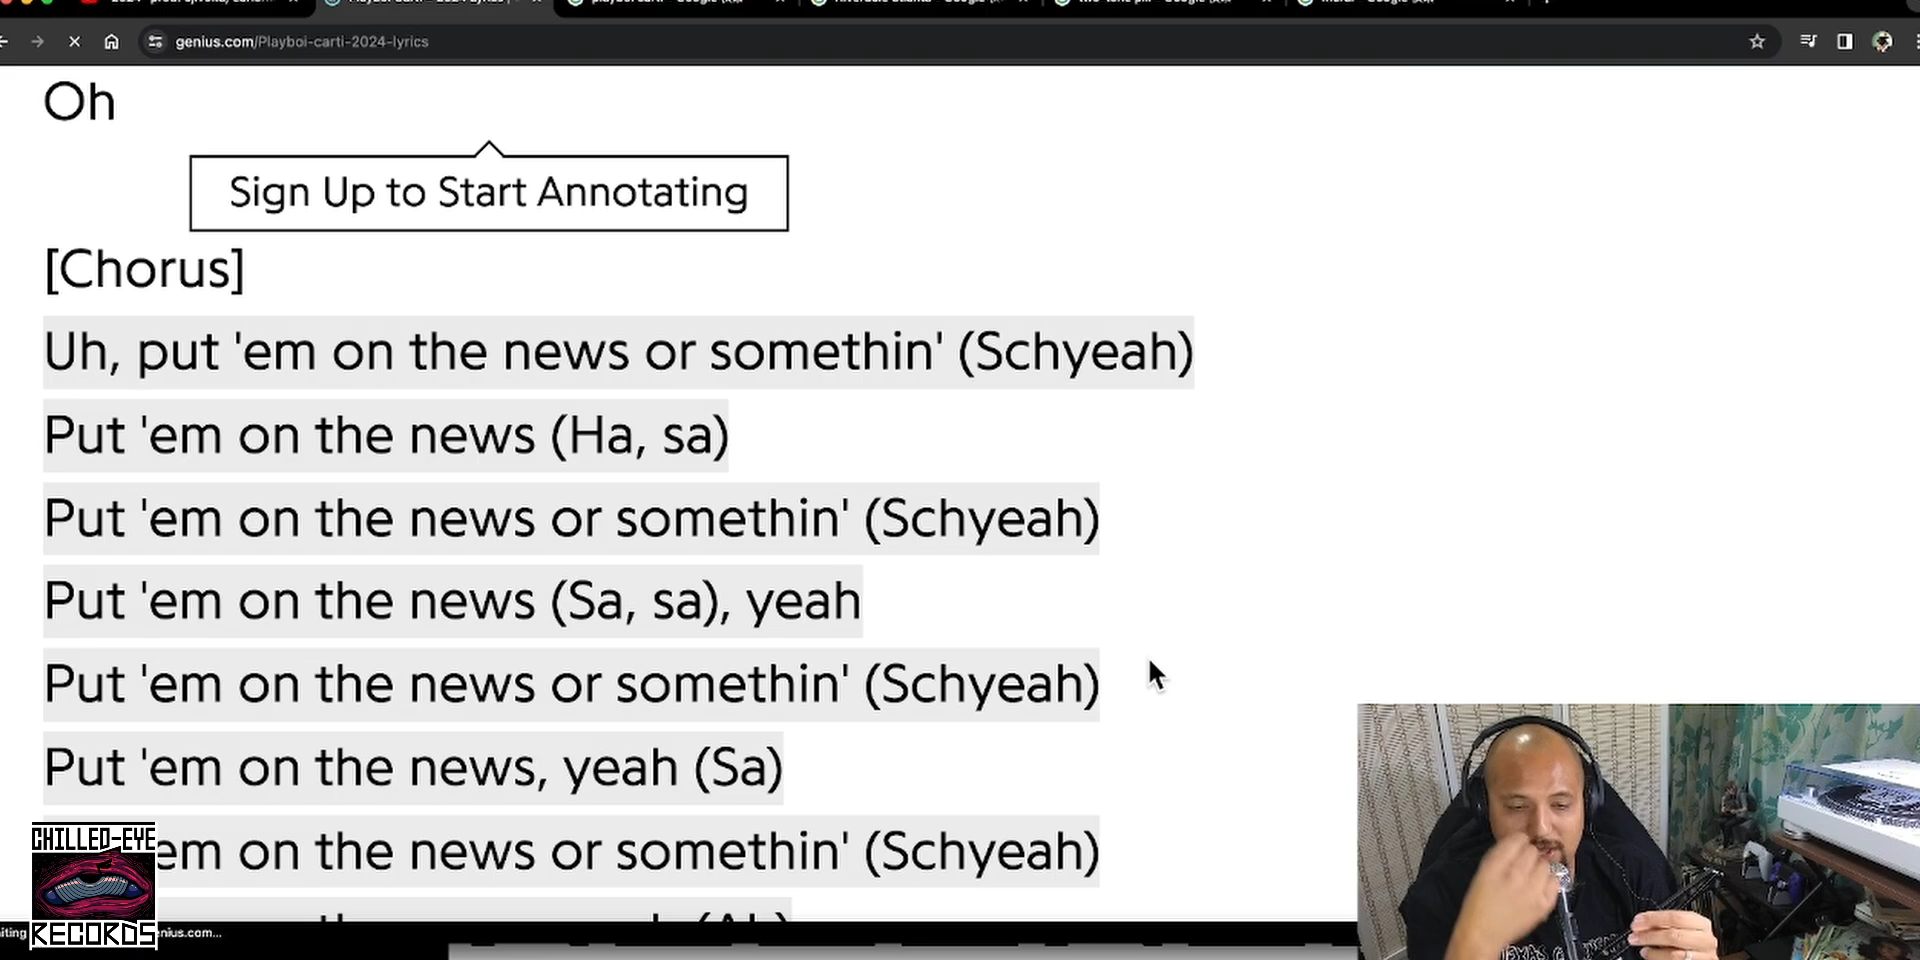 genius.com/Playboi-carti-2024-lyrics
Oh
Sign Up to Start Annotating
[Chorus]
Uh, put 'em on the news or somethin' (Schyeah)
Put 'em on the news (Ha, sa)
Put 'em on the news or somethin' (Schyeah)
Put 'em on the news (Sa, sa), yeah
Put 'em on the news or somethin' (Schyeah)
Put 'em on the news, yeah (Sa)
em on the news or somethin' (Schyeah)
CHILLED-EYE
RECORDS